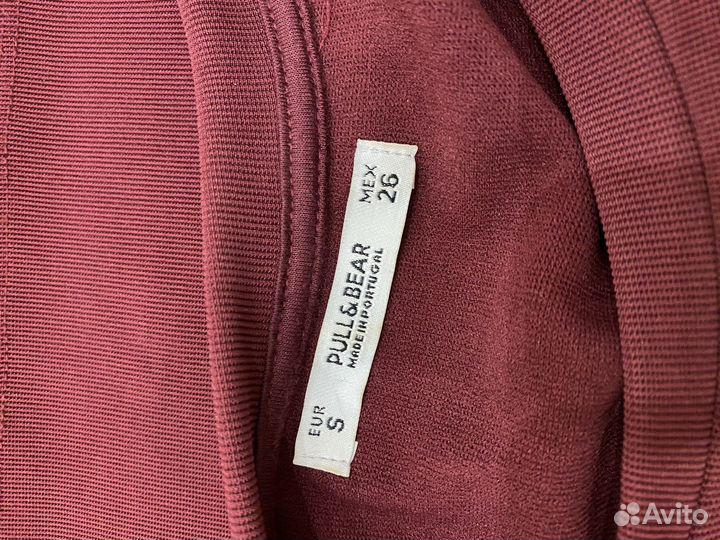 EUR
S
PULL&BEAR
MADE IN PORTUGAL
MEX
26
Avito